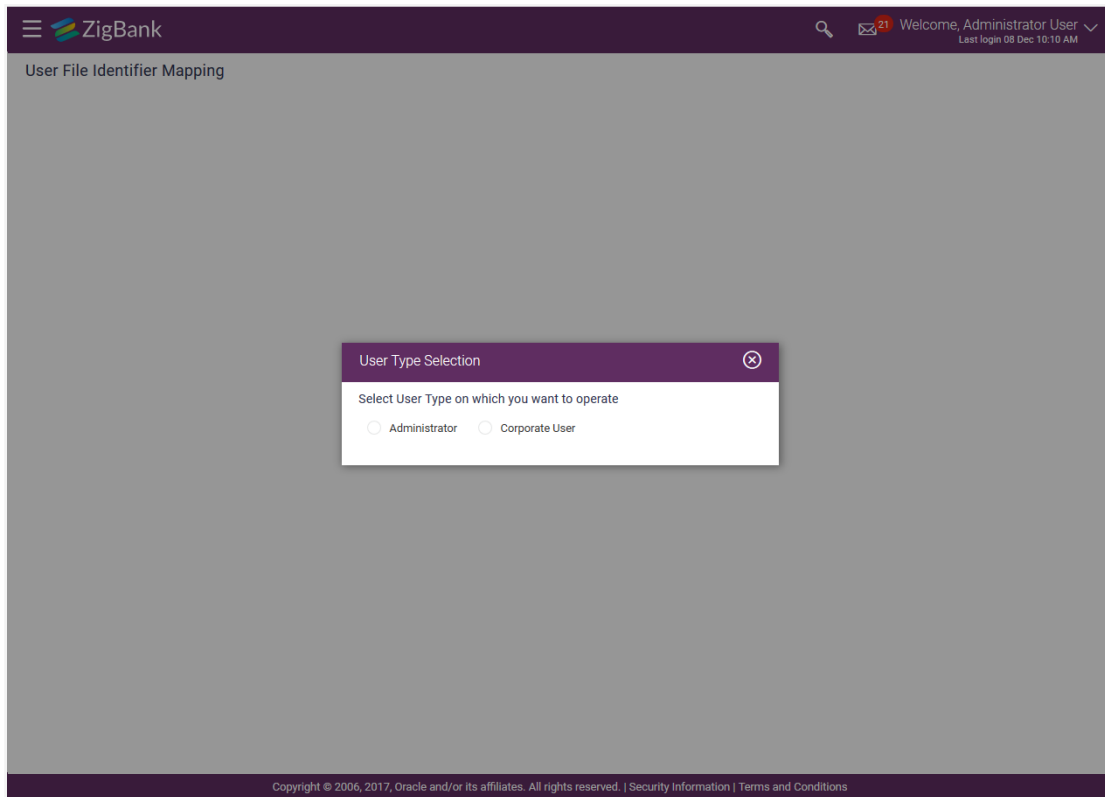 ZigBank
21
Welcome, Administrator User
Last login 08 Dec 10:10 AM
User File Identifier Mapping
User Type Selection
Select User Type on which you want to operate
Administrator Corporate User
Copyright © 2006, 2017, Oracle and/or its affiliates. All rights reserved. | Security Information | Terms and Conditions